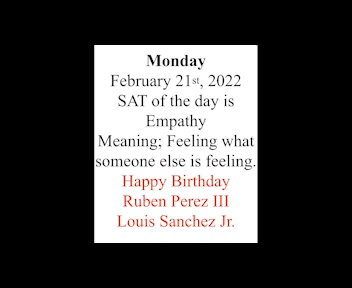 Monday
February 21st, 2022
SAT of the day is
Empathy
Meaning; Feeling what
someone else is feeling.
Happy Birthday
Ruben Perez III
Louis Sanchez Jr.